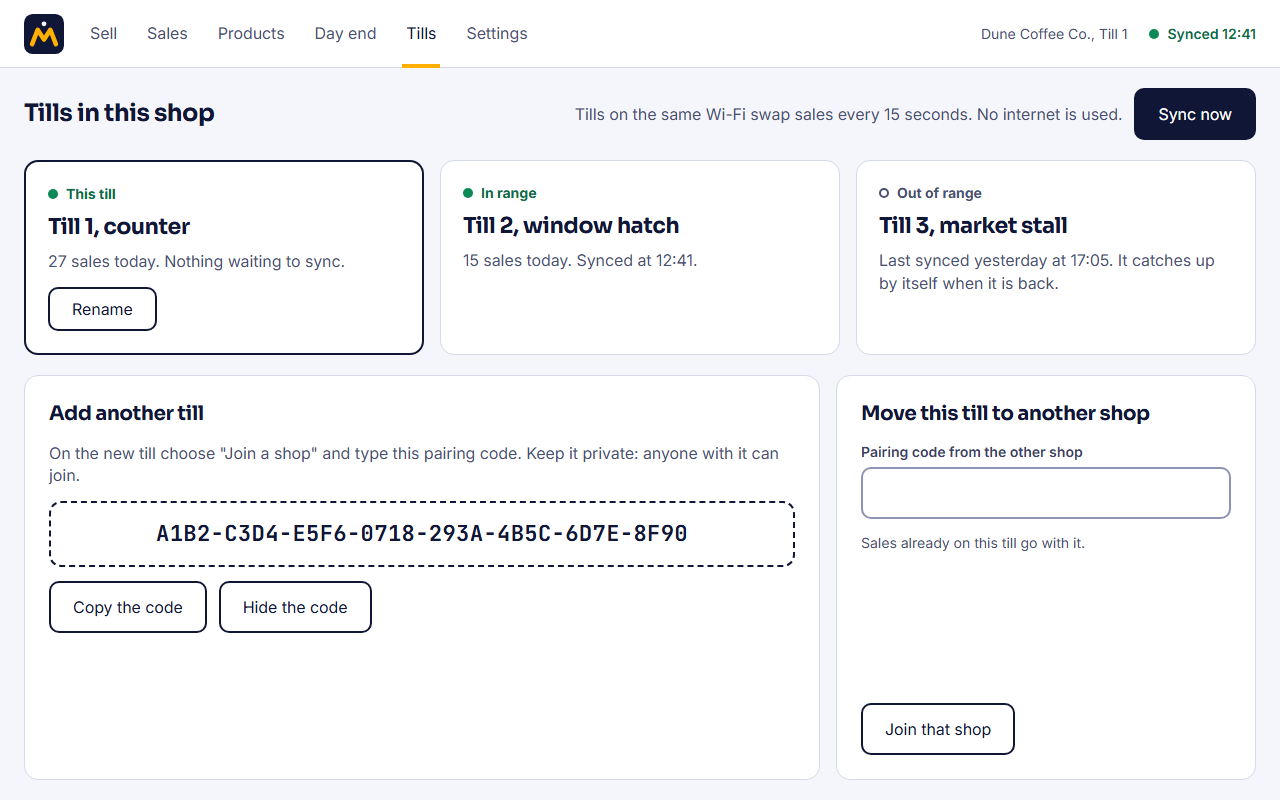 Sell Sales Products Day end Tills Settings Dune Coffee Co., Till 1 Synced 12:41
Tills in this shop
Tills on the same Wi-Fi swap sales every 15 seconds. No internet is used.
Sync now
This till
Till 1, counter
27 sales today. Nothing waiting to sync.
Rename
In range
Till 2, window hatch
15 sales today. Synced at 12:41.
Out of range
Till 3, market stall
Last synced yesterday at 17:05. It catches up
by itself when it is back.
Add another till
On the new till choose "Join a shop" and type this pairing code. Keep it private: anyone with it can
join.
A1B2-C3D4-E5F6-0718-293A-4B5C-6D7E-8F90
Copy the code
Hide the code
Move this till to another shop
Pairing code from the other shop
Sales already on this till go with it.
Join that shop